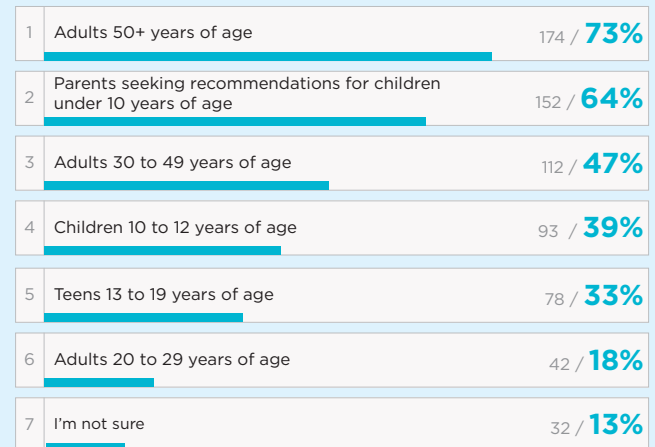 1 Adults 50+ years of age 174 / 73%
2 Parents seeking recommendations for children
under 10 years of age 152 / 64%
3 Adults 30 to 49 years of age 112 / 47%
4 Children 10 to 12 years of age 93 / 39%
5 Teens 13 to 19 years of age 78 / 33%
6 Adults 20 to 29 years of age 42 / 18%
7 I'm not sure 32 / 13%